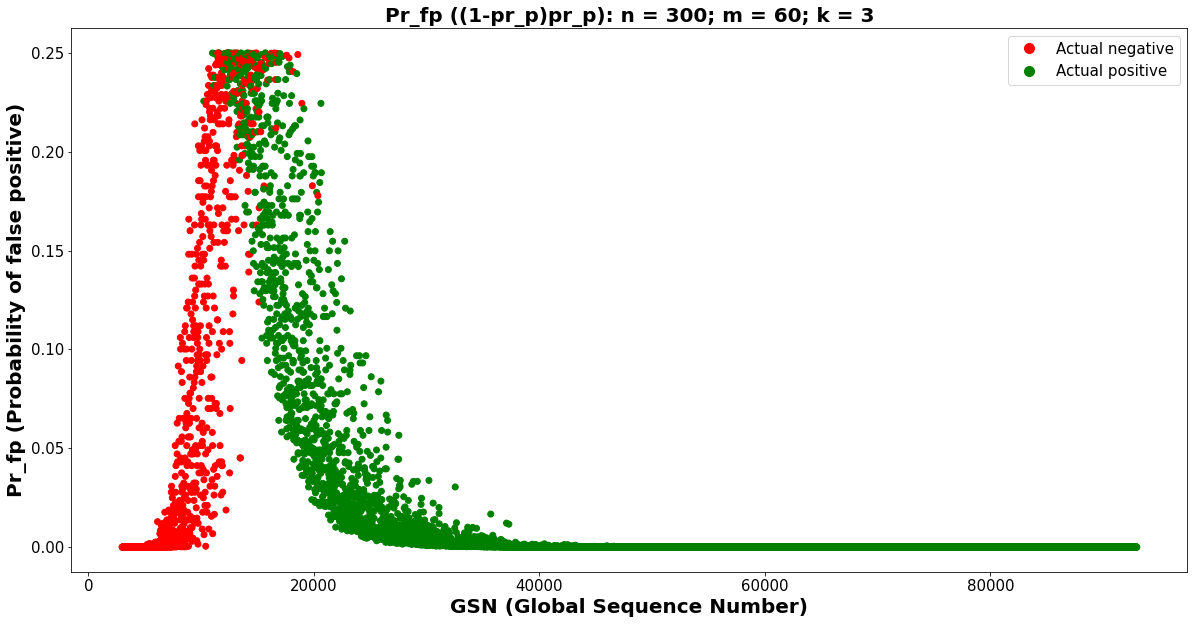 Pr_fp ((1-pr_p)pr_p): n = 300; m = 60; k = 3
Actual negative
Actual positive
Pr_fp (Probability of false positive)
0.25
0.20
0.15
0.10
0.05
0.00
0 20000 40000 60000 80000
GSN (Global Sequence Number)